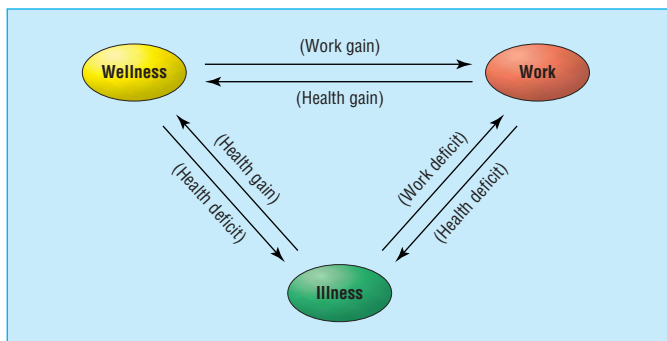 (Work gain)
Wellness
Work
(Health gain)
(Health gain)
(Health deficit)
(Work deficit)
(Health deficit)
Illness